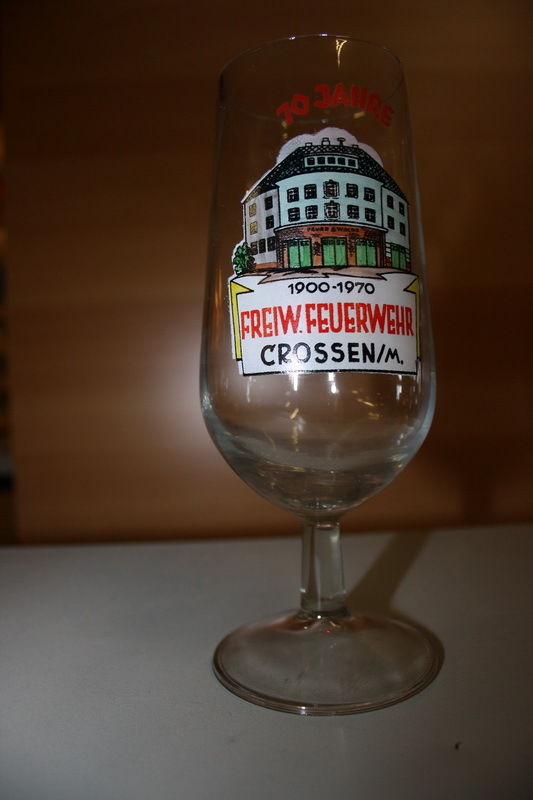 70 JAHRE
1900-1970
FREIW. FEUERWEHR
CROSSEN/M.